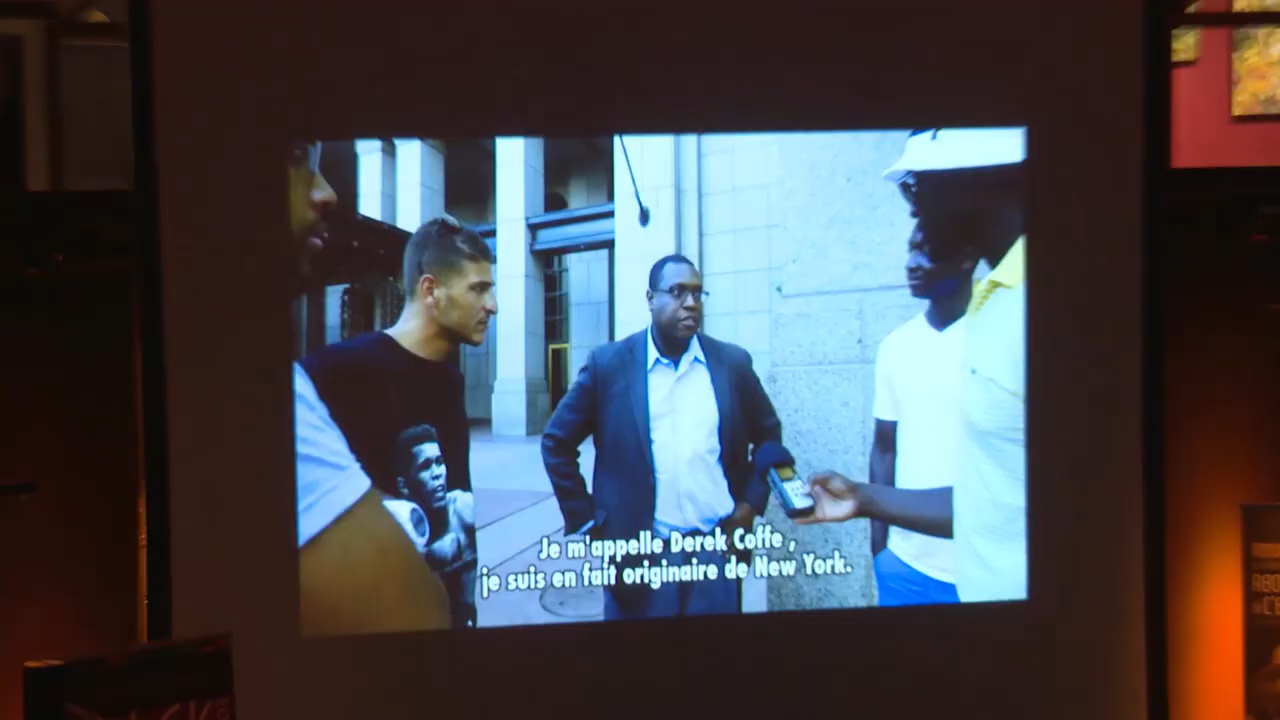 Je m'appelle Derek Coffe ,
je suis en fait originaire de New York.